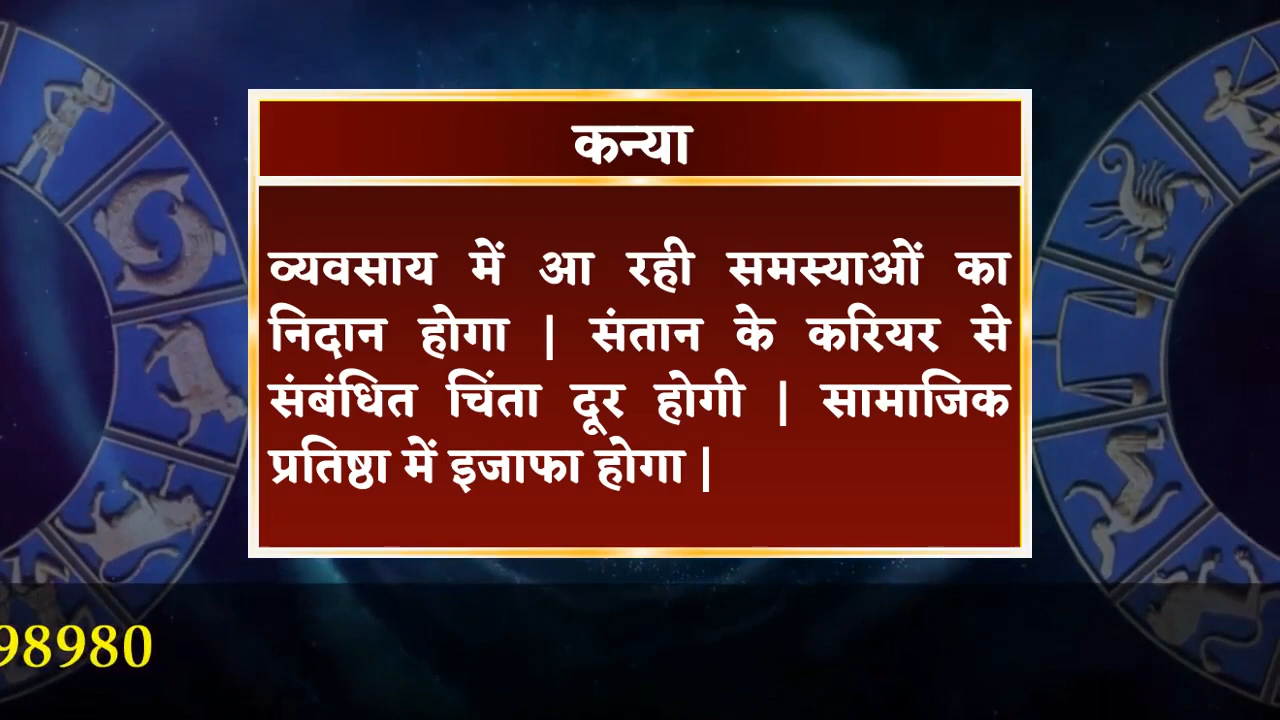 कन्या
व्यवसाय में आ रही समस्याओं का
निदान होगा | संतान के करियर से
संबंधित चिंता दूर होगी | सामाजिक
प्रतिष्ठा में इजाफा होगा |
98980